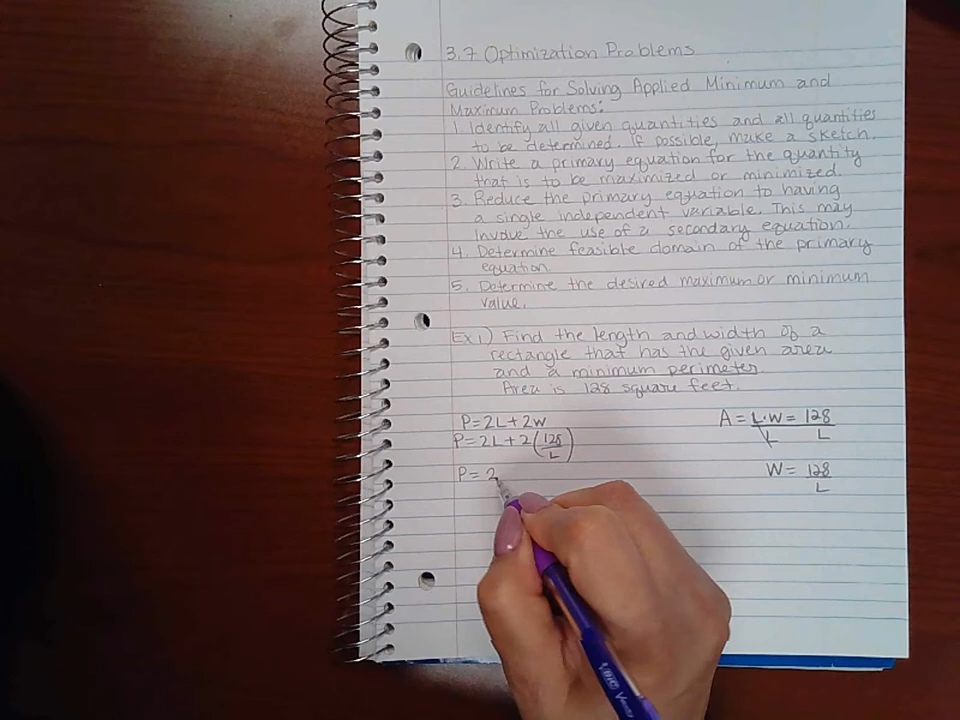 3.7 Optimization Problems
Guidelines for Solving Applied Minimum and
Maximum Problems:
1. Identify all given quantities and all quantities
to be determined. If possible, make a sketch.
2. Write a primary equation for the quantity
that is to be maximized or minimized.
3. Reduce the primary equation to having
a single independent variable. This may
involve the use of a secondary equation.
4. Determine feasible domain of the primary
equation
5. Determine the desired maximum or minimum
value.
Ex 1) Find the length and width of a
rectangle that has the given area
and a minimum perimeter.
Area is 128 square feet.
P = 2L + 2W
A = L·W = 128
L L
P = 2L + 2(128/L)
P = 2
W = 128/L
BIC